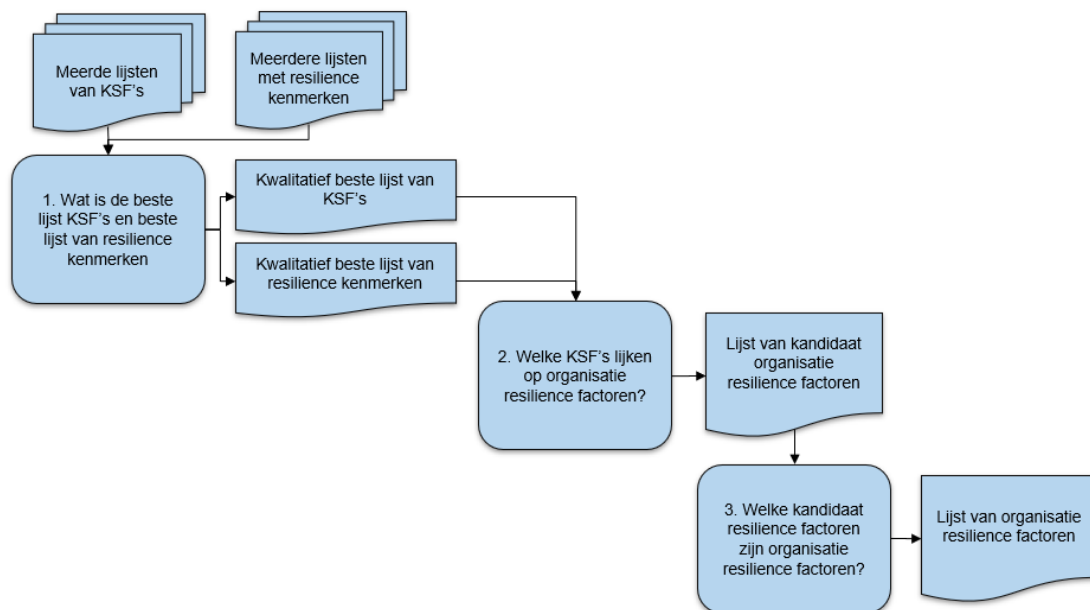 Meerde lijsten
van KSF's
Meerdere lijsten
met resilience
kenmerken
1. Wat is de beste
lijst KSF's en beste
lijst van resilience
kenmerken
Kwalitatief beste lijst van
KSF's
Kwalitatief beste lijst van
resilience kenmerken
2. Welke KSF's lijken
op organisatie
resilience factoren?
Lijst van kandidaat
organisatie
resilience factoren
3. Welke kandidaat
resilience factoren
zijn organisatie
resilience factoren?
Lijst van organisatie
resilience factoren